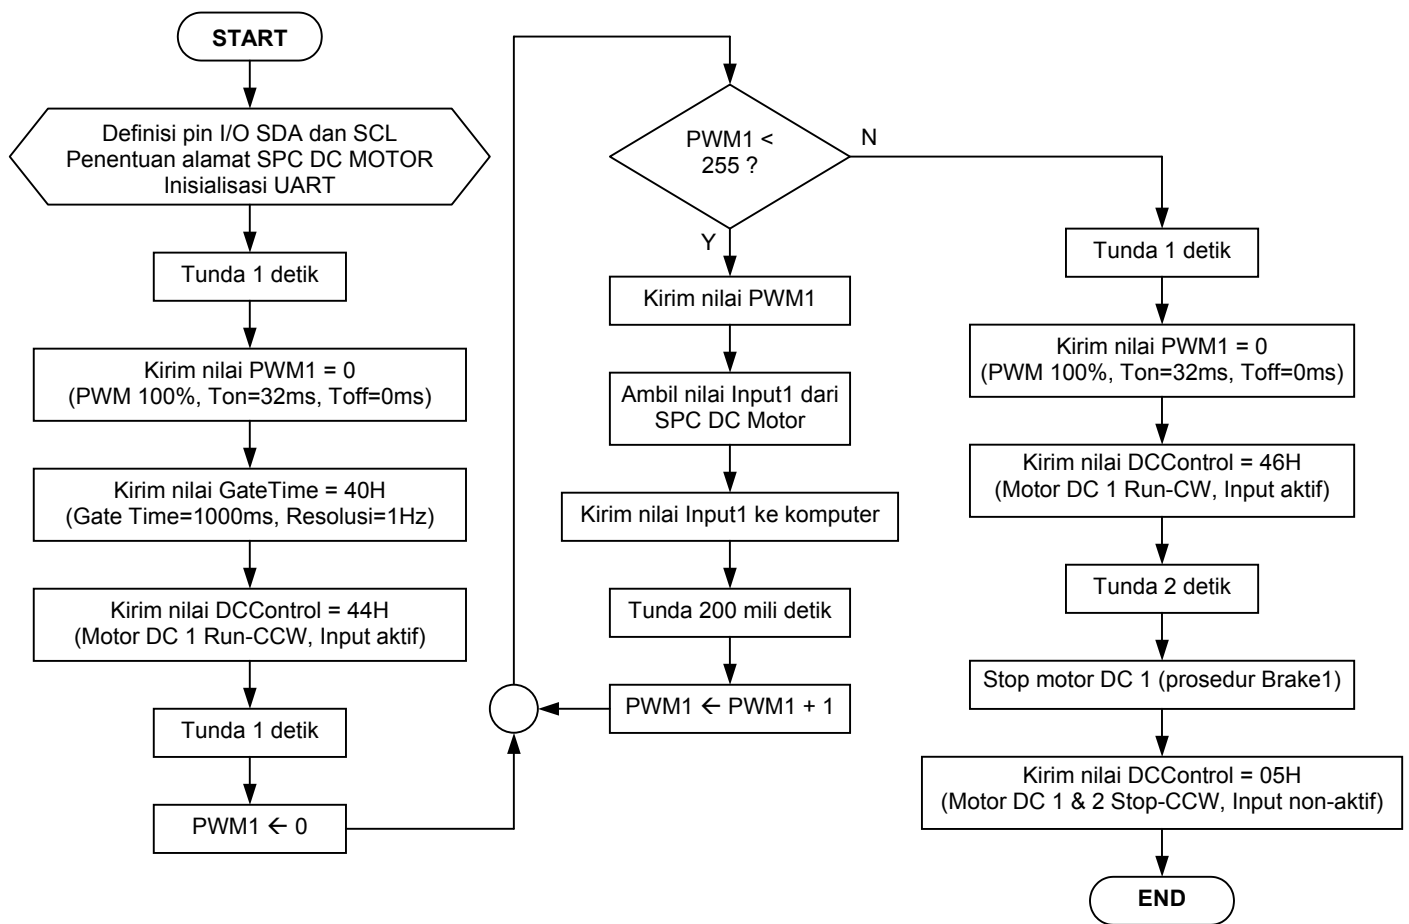 START
Definisi pin I/O SDA dan SCL
Penentuan alamat SPC DC MOTOR
Inisialisasi UART
Tunda 1 detik
Kirim nilai PWM1 = 0
(PWM 100%, Ton=32ms, Toff=0ms)
Kirim nilai GateTime = 40H
(Gate Time=1000ms, Resolusi=1Hz)
Kirim nilai DCControl = 44H
(Motor DC 1 Run-CCW, Input aktif)
Tunda 1 detik
PWM1 ← 0
PWM1 <
255 ?
N
Y
Kirim nilai PWM1
Ambil nilai Input1 dari
SPC DC Motor
Kirim nilai Input1 ke komputer
Tunda 200 mili detik
PWM1 ← PWM1 + 1
Tunda 1 detik
Kirim nilai PWM1 = 0
(PWM 100%, Ton=32ms, Toff=0ms)
Kirim nilai DCControl = 46H
(Motor DC 1 Run-CW, Input aktif)
Tunda 2 detik
Stop motor DC 1 (prosedur Brake1)
Kirim nilai DCControl = 05H
(Motor DC 1 & 2 Stop-CCW, Input non-aktif)
END